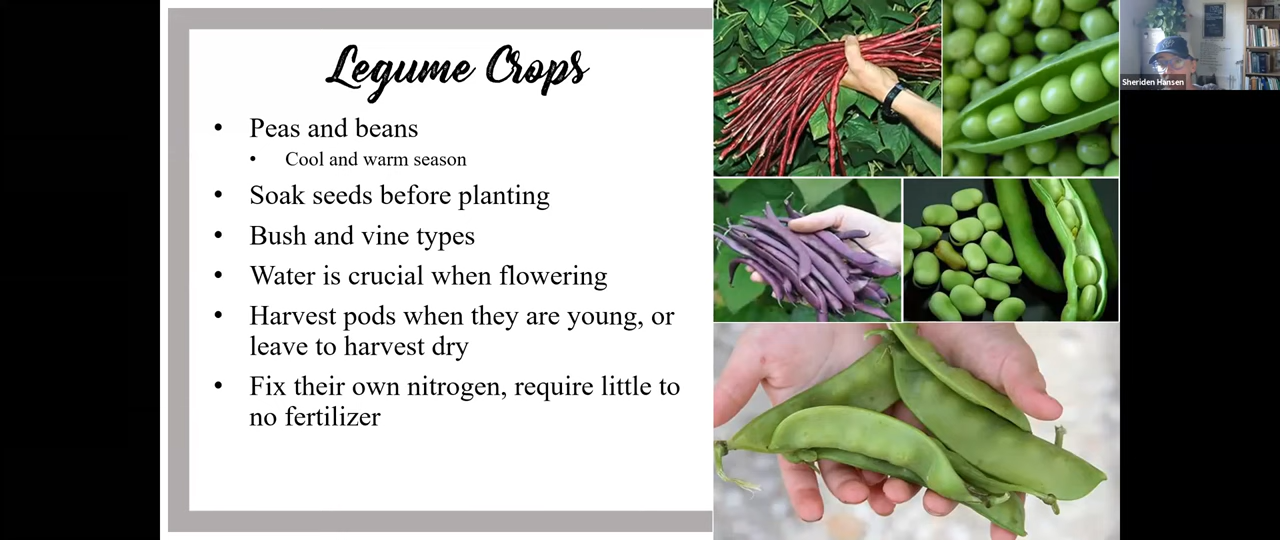 Legume Crops
• Peas and beans
• Cool and warm season
• Soak seeds before planting
• Bush and vine types
• Water is crucial when flowering
• Harvest pods when they are young, or
leave to harvest dry
• Fix their own nitrogen, require little to
no fertilizer
Sheriden Hansen